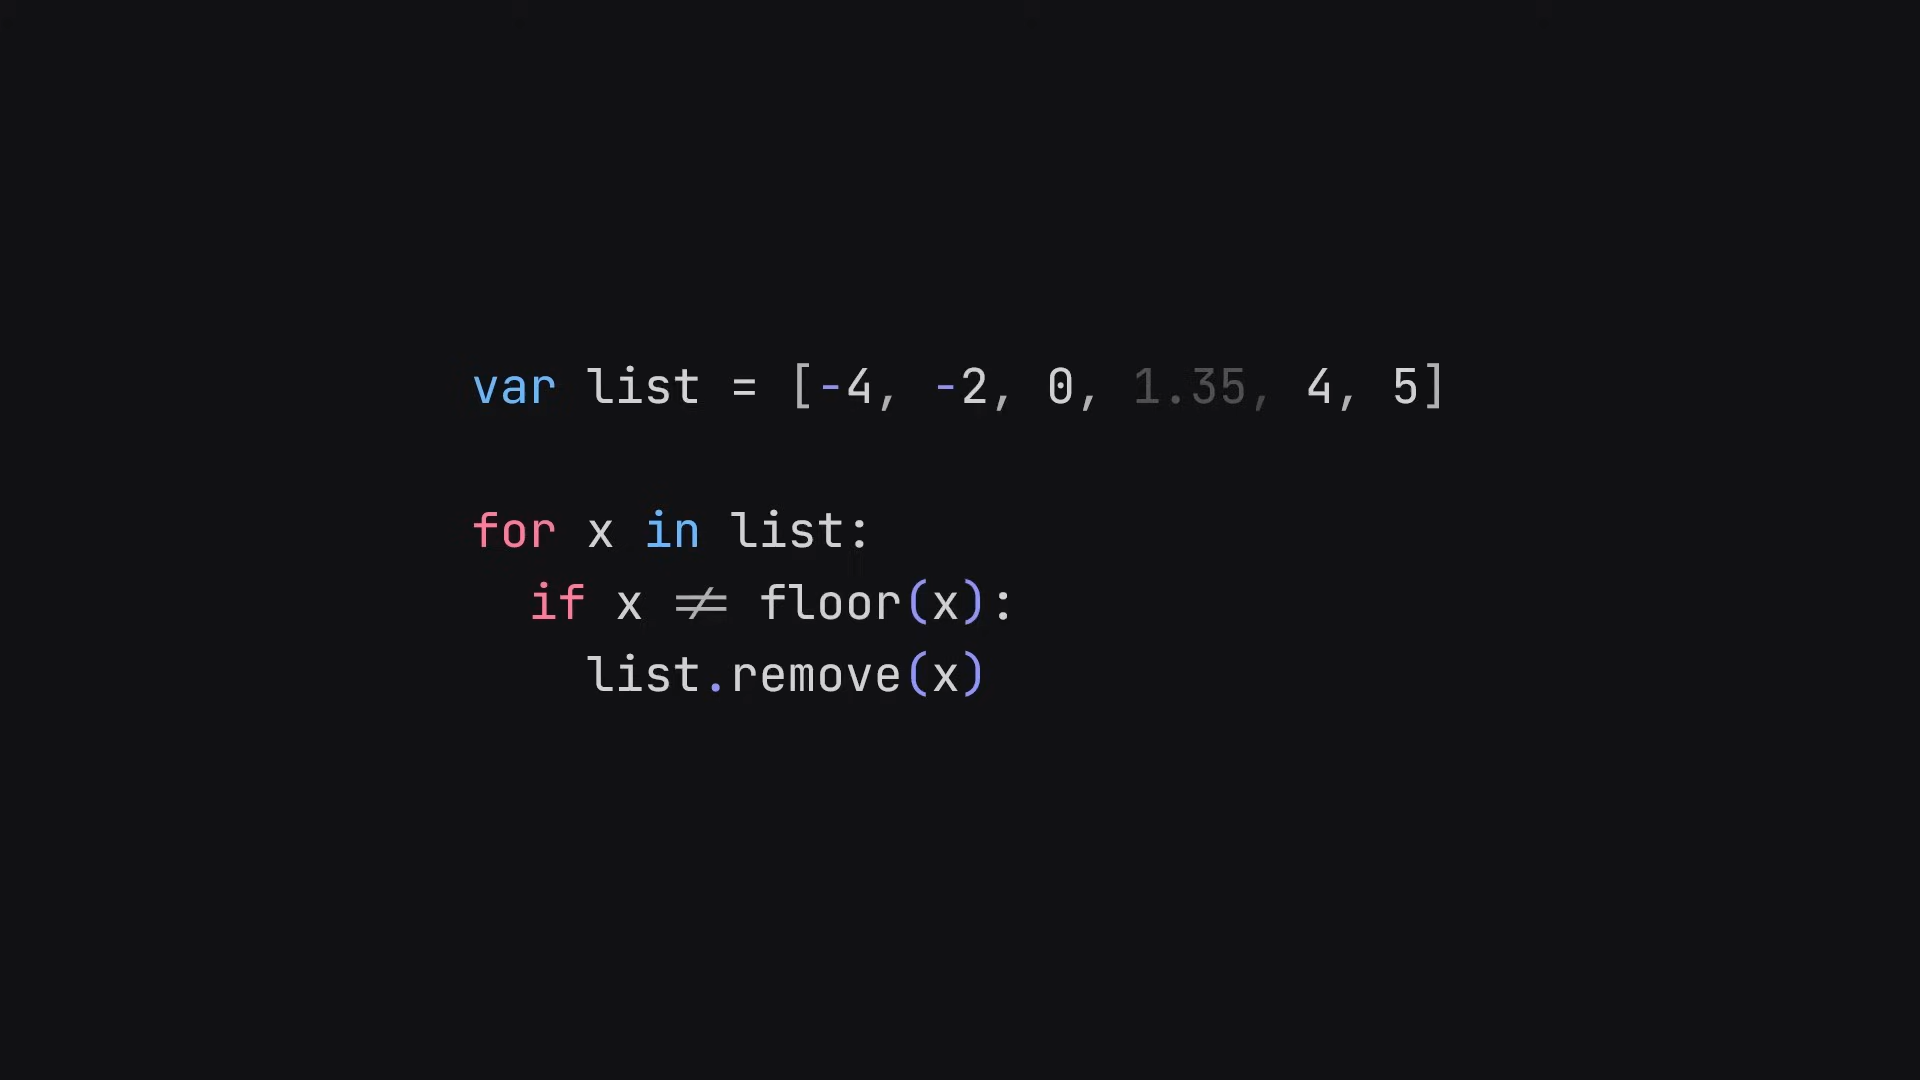 var list = [-4, -2, 0, 1.35, 4, 5]
for x in list:
if x ≠ floor(x):
list.remove(x)